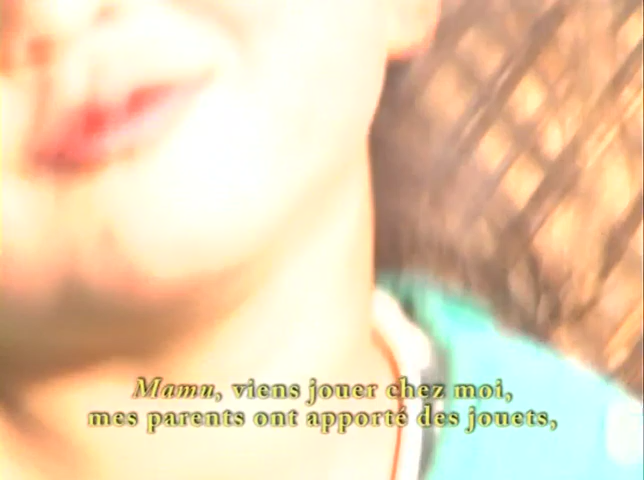 Mamu, viens jouer chez moi,
mes parents ont apporté des jouets,